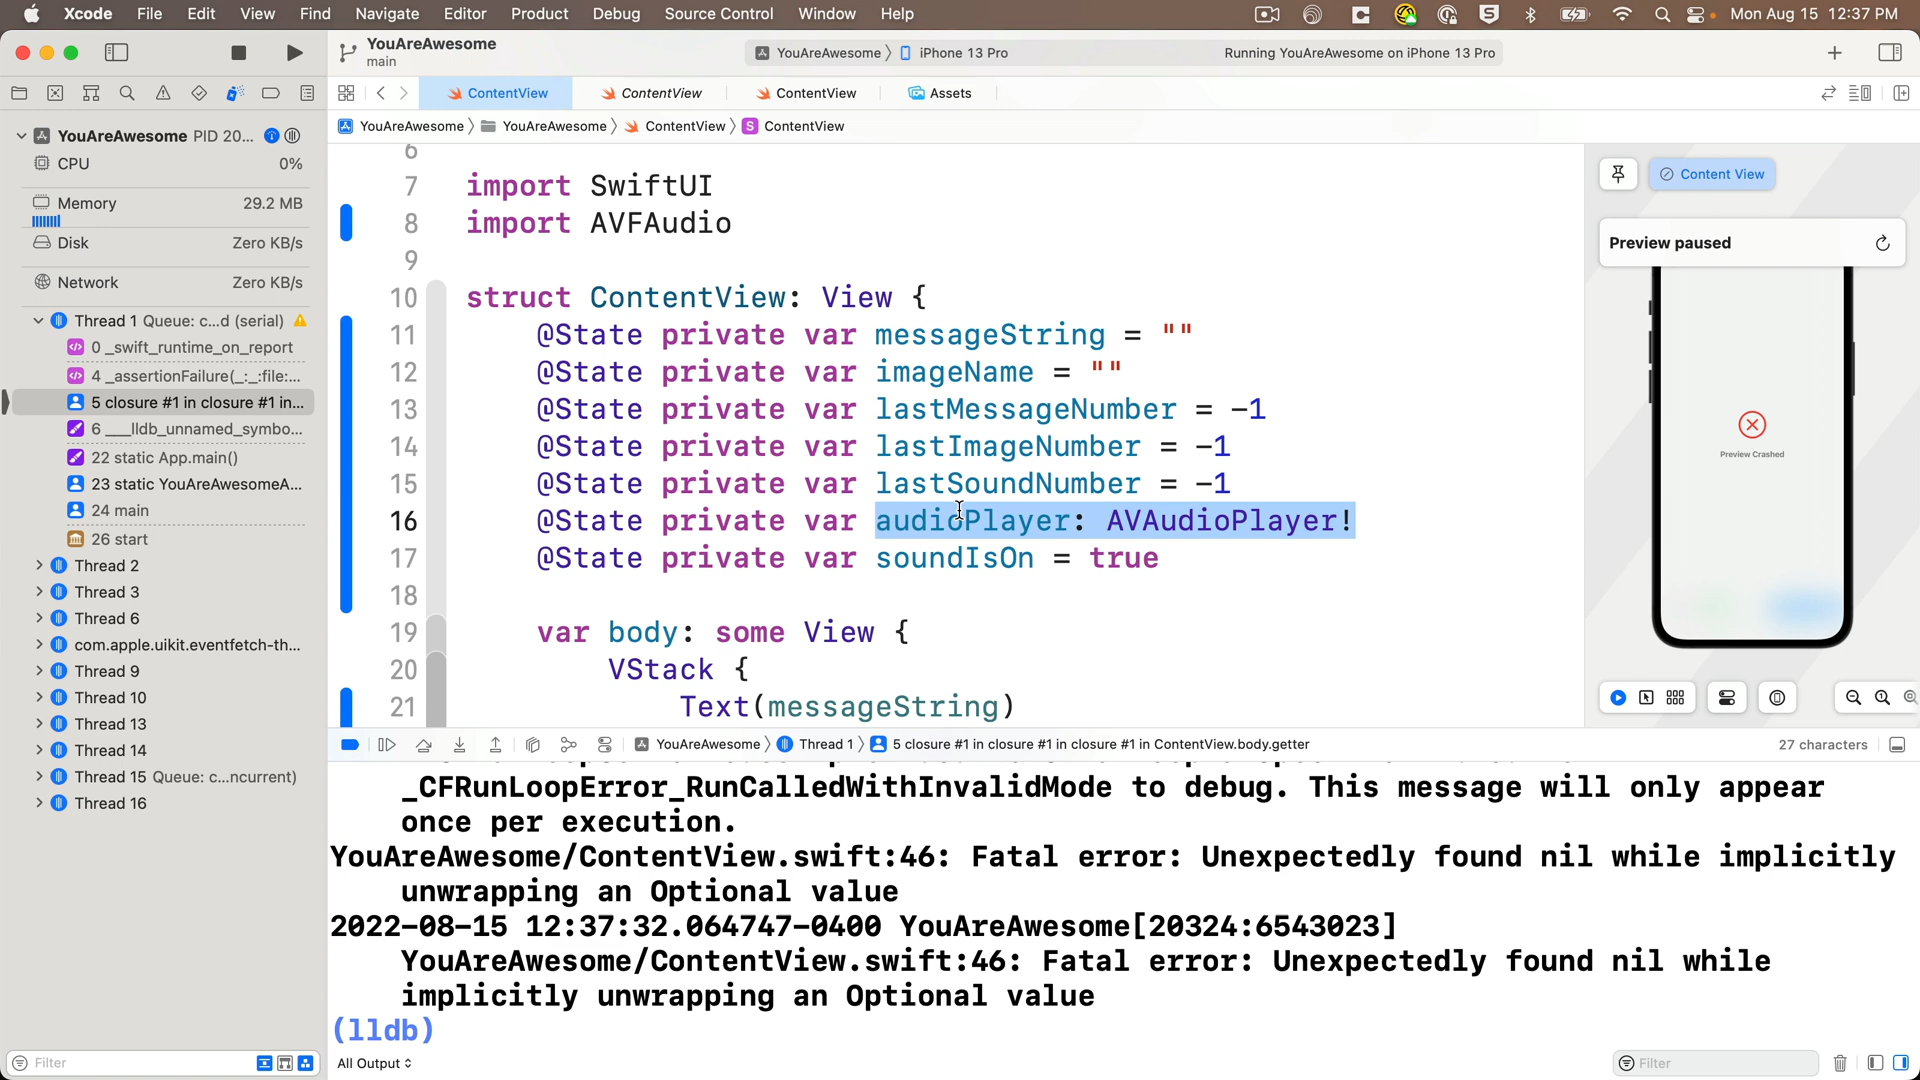 Xcode File Edit View Find Navigate Editor Product Debug Source Control Window Help Mon Aug 15 12:37 PM
YouAreAwesome
main
YouAreAwesome iPhone 13 Pro Running YouAreAwesome on iPhone 13 Pro
ContentView ContentView ContentView Assets
YouAreAwesome YouAreAwesome ContentView S ContentView
YouAreAwesome PID 20...
CPU 0%
Memory 29.2 MB
Disk Zero KB/s
Network Zero KB/s
Thread 1 Queue: c...d (serial)
0 _swift_runtime_on_report
4 _assertionFailure(_:_:file:...
5 closure #1 in closure #1 in...
6 ___lldb_unnamed_symbo...
22 static App.main()
23 static YouAreAwesomeA...
24 main
26 start
Thread 2
Thread 3
Thread 6
com.apple.uikit.eventfetch-th...
Thread 9
Thread 10
Thread 13
Thread 14
Thread 15 Queue: c...ncurrent)
Thread 16
Filter
6
7 import SwiftUI
8 import AVFAudio
9
10 struct ContentView: View {
11 @State private var messageString = ""
12 @State private var imageName = ""
13 @State private var lastMessageNumber = -1
14 @State private var lastImageNumber = -1
15 @State private var lastSoundNumber = -1
16 @State private var audioPlayer: AVAudioPlayer!
17 @State private var soundIsOn = true
18
19 var body: some View {
20 VStack {
21 Text(messageString)
Content View
Preview paused
Preview Crashed
YouAreAwesome Thread 1 5 closure #1 in closure #1 in closure #1 in ContentView.body.getter 27 characters
_CFRunLoopError_RunCalledWithInvalidMode to debug. This message will only appear
once per execution.
YouAreAwesome/ContentView.swift:46: Fatal error: Unexpectedly found nil while implicitly
unwrapping an Optional value
2022-08-15 12:37:32.064747-0400 YouAreAwesome[20324:6543023]
YouAreAwesome/ContentView.swift:46: Fatal error: Unexpectedly found nil while
implicitly unwrapping an Optional value
(lldb)
All Output Filter